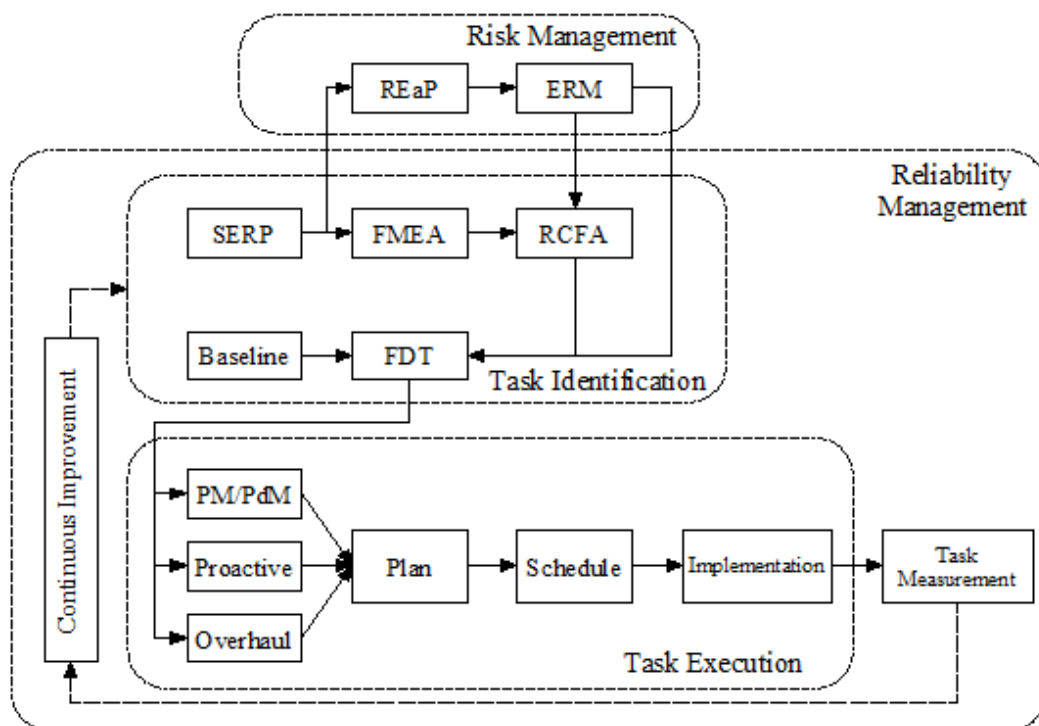 Risk Management
REaP
ERM
Reliability
Management
SERP
FMEA
RCFA
Baseline
FDT
Task Identification
Continuous Improvement
PM/PdM
Proactive
Overhaul
Plan
Schedule
Implementation
Task
Measurement
Task Execution